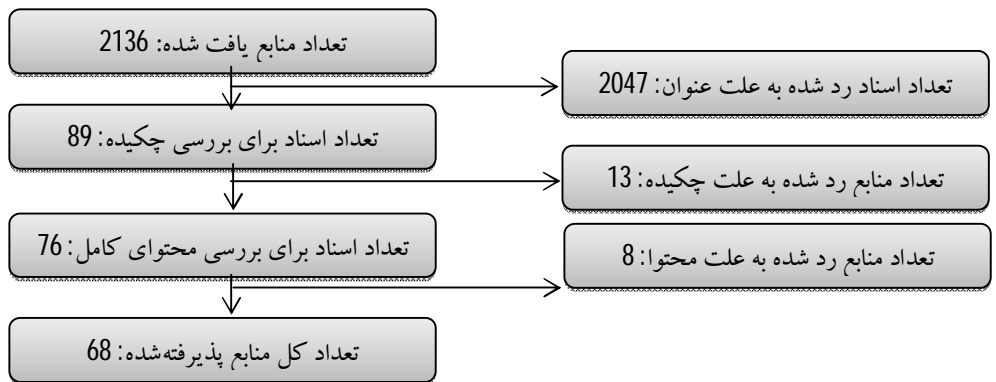 تعداد منابع یافت شده: 2136
تعداد اسناد رد شده به علت عنوان: 2047
تعداد اسناد برای بررسی چکیده: 89
تعداد منابع رد شده به علت چکیده: 13
تعداد اسناد برای بررسی محتوای کامل: 76
تعداد منابع رد شده به علت محتوا: 8
تعداد کل منابع پذیرفته‌شده: 68